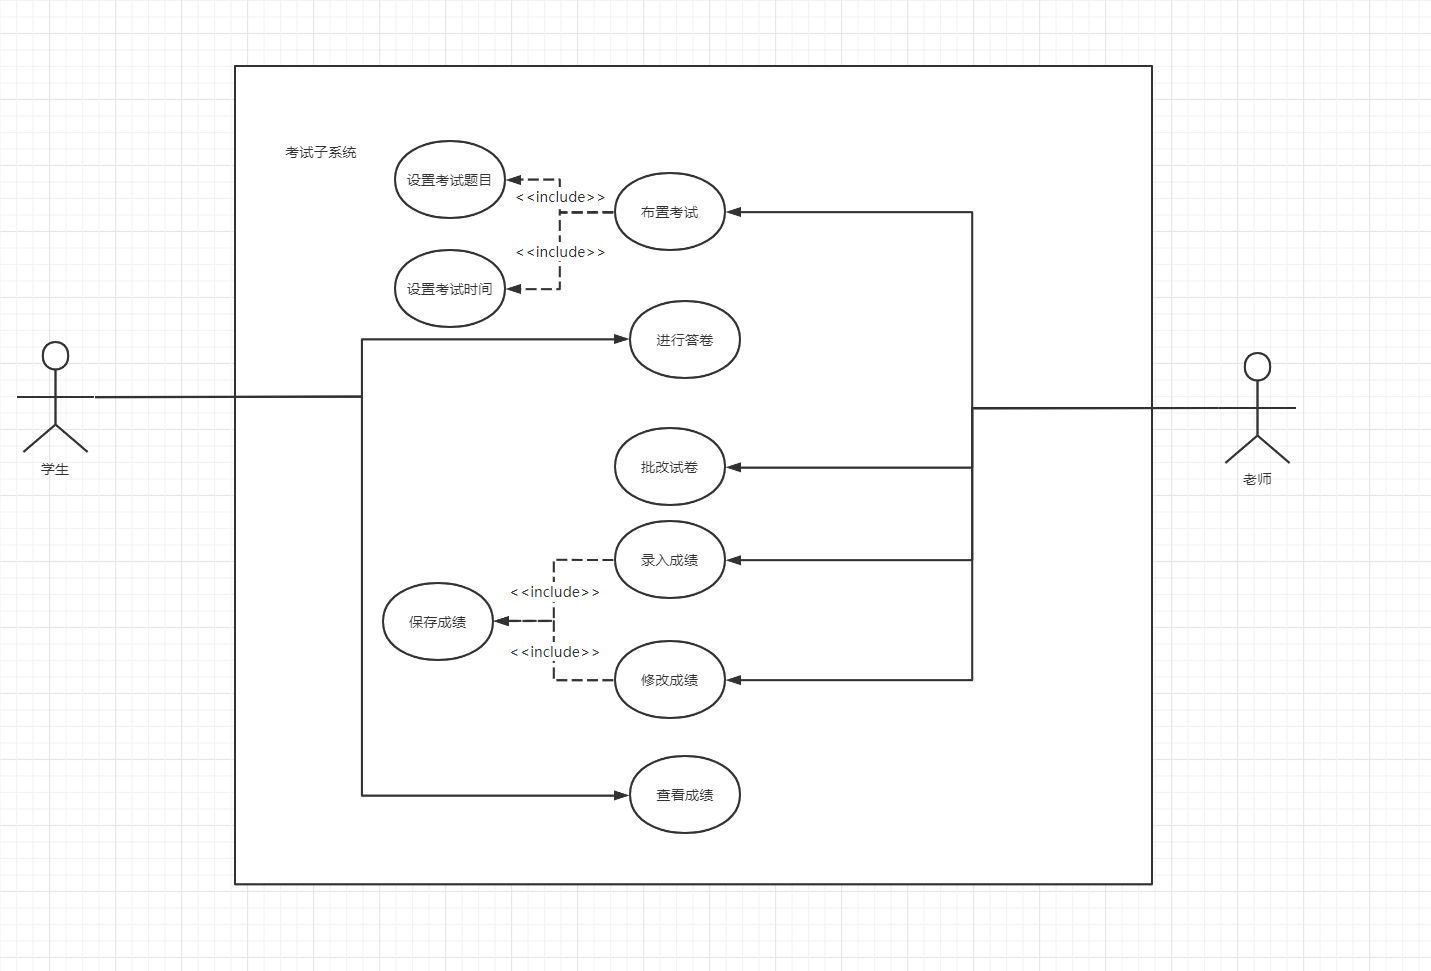 考试子系统
设置考试题目
<<include>>
布置考试
<<include>>
设置考试时间
进行答卷
学生
批改试卷
老师
录入成绩
<<include>>
保存成绩
<<include>>
修改成绩
查看成绩